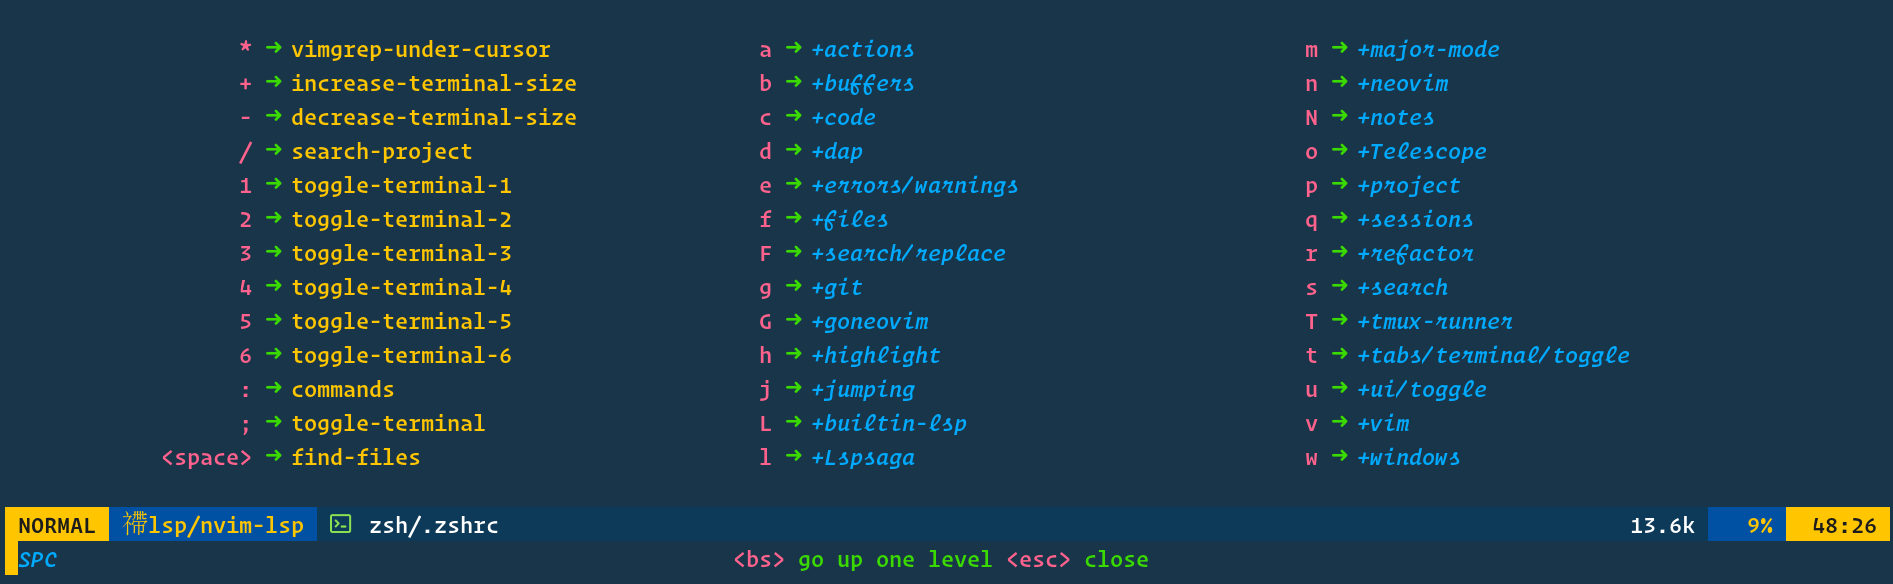 * ➜ vimgrep-under-cursor a ➜ +actions m ➜ +major-mode
+ ➜ increase-terminal-size b ➜ +buffers n ➜ +neovim
- ➜ decrease-terminal-size c ➜ +code N ➜ +notes
/ ➜ search-project d ➜ +dap o ➜ +Telescope
1 ➜ toggle-terminal-1 e ➜ +errors/warnings p ➜ +project
2 ➜ toggle-terminal-2 f ➜ +files q ➜ +sessions
3 ➜ toggle-terminal-3 F ➜ +search/replace r ➜ +refactor
4 ➜ toggle-terminal-4 g ➜ +git s ➜ +search
5 ➜ toggle-terminal-5 G ➜ +goneovim T ➜ +tmux-runner
6 ➜ toggle-terminal-6 h ➜ +highlight t ➜ +tabs/terminal/toggle
: ➜ commands j ➜ +jumping u ➜ +ui/toggle
; ➜ toggle-terminal L ➜ +builtin-lsp v ➜ +vim
<space> ➜ find-files l ➜ +Lspsaga w ➜ +windows
NORMAL lsp/nvim-lsp zsh/.zshrc 13.6k 9% 48:26
SPC <bs> go up one level <esc> close